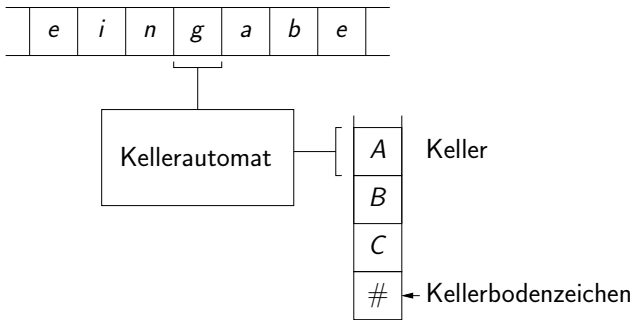 e i n g a b e
Kellerautomat
A Keller
B
C
# Kellerbodenzeichen